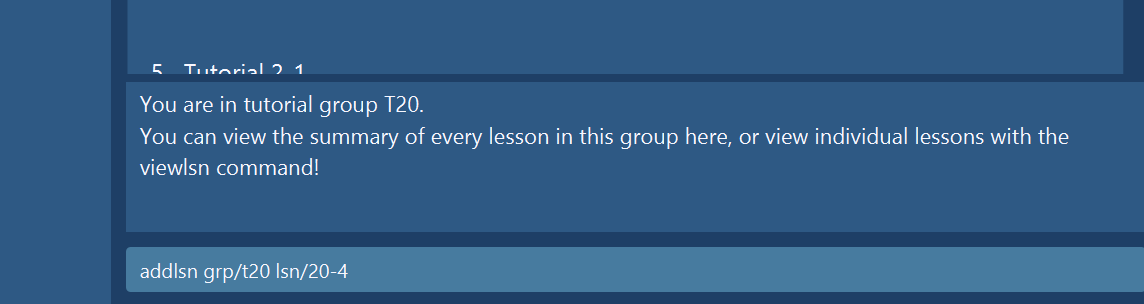 5. Tutorial 2-1
You are in tutorial group T20.
You can view the summary of every lesson in this group here, or view individual lessons with the
viewlsn command!
addlsn grp/t20 lsn/20-4